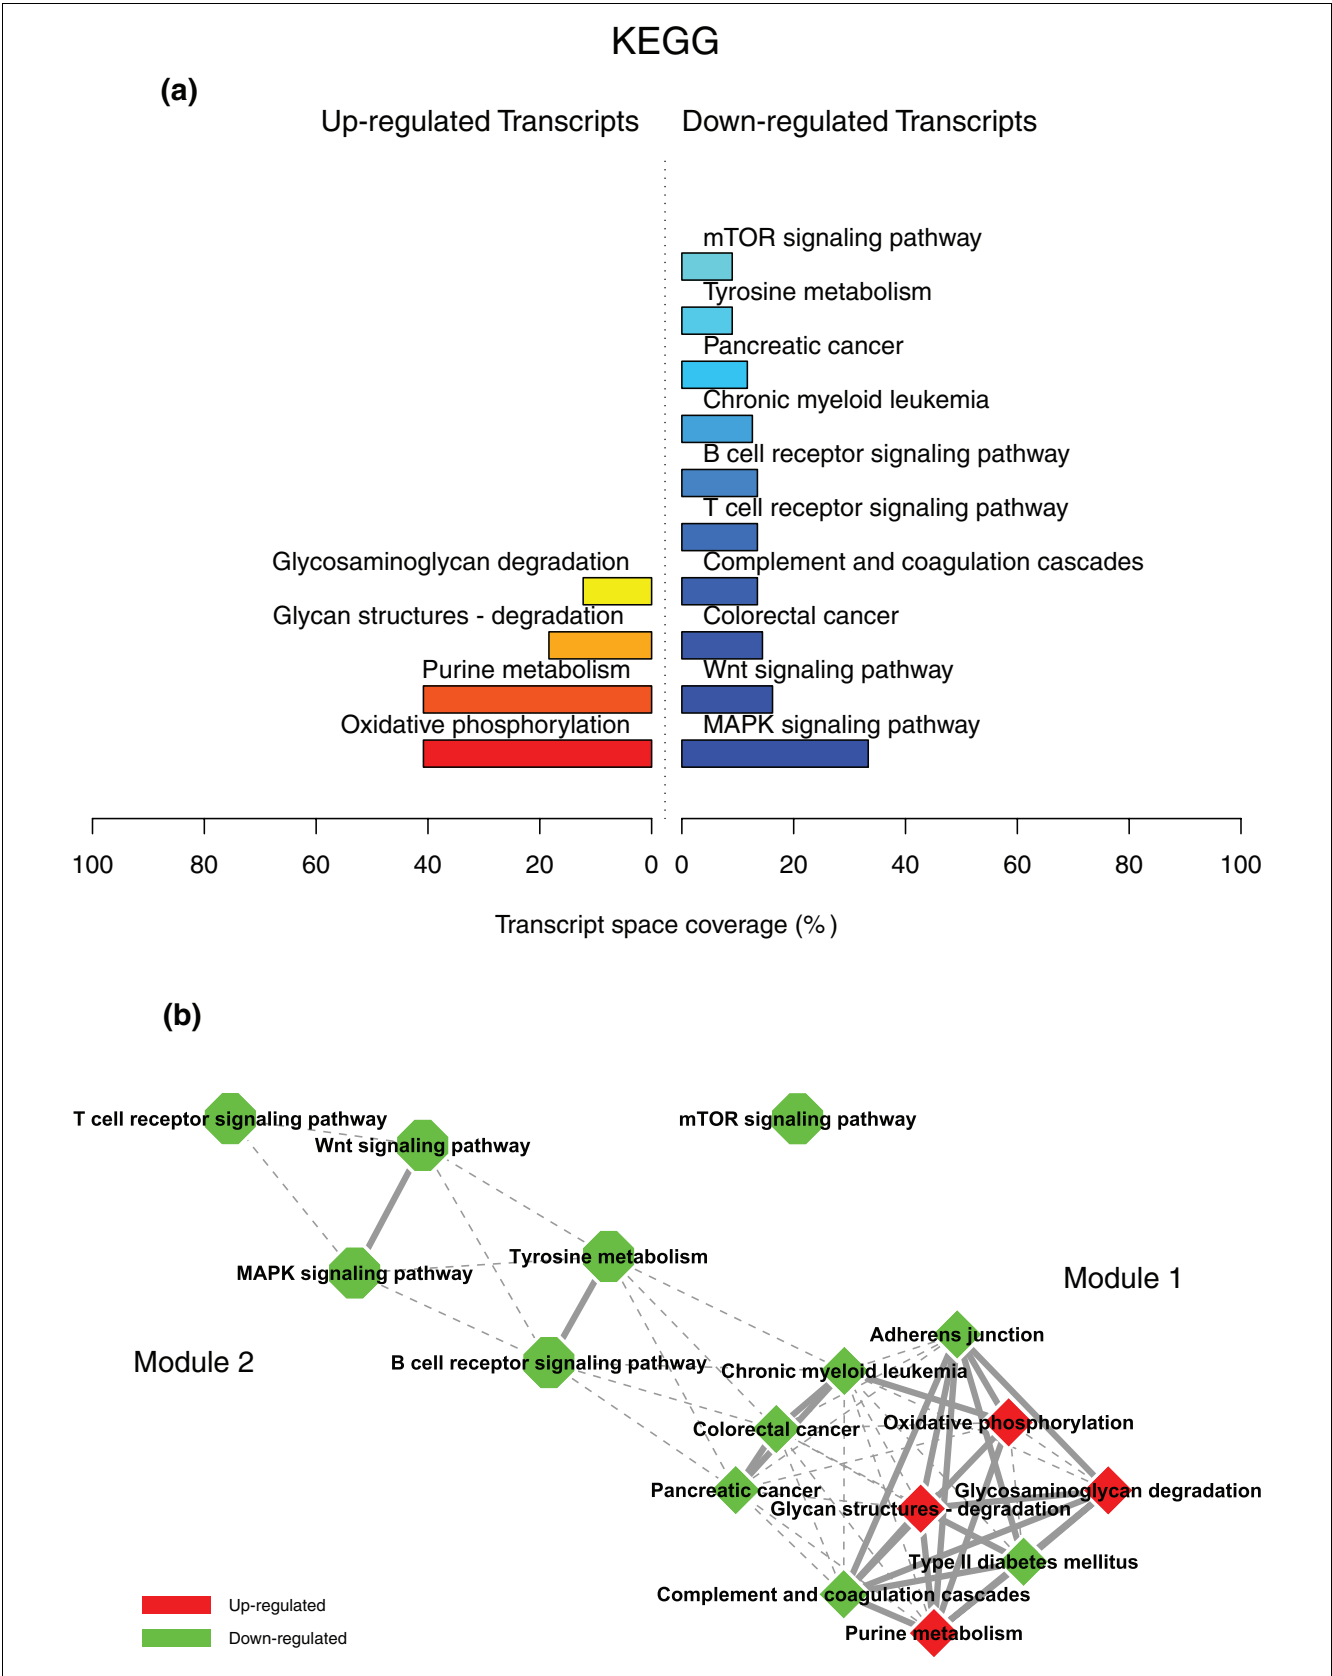 KEGG
(a)
Up-regulated Transcripts
Down-regulated Transcripts
mTOR signaling pathway
Tyrosine metabolism
Pancreatic cancer
Chronic myeloid leukemia
B cell receptor signaling pathway
T cell receptor signaling pathway
Glycosaminoglycan degradation
Complement and coagulation cascades
Glycan structures - degradation
Colorectal cancer
Purine metabolism
Wnt signaling pathway
Oxidative phosphorylation
MAPK signaling pathway
100 80 60 40 20 0 0 20 40 60 80 100
Transcript space coverage (%)
(b)
T cell receptor signaling pathway
mTOR signaling pathway
Wnt signaling pathway
Tyrosine metabolism
MAPK signaling pathway
Module 1
Adherens junction
Module 2
B cell receptor signaling pathway
Chronic myeloid leukemia
Oxidative phosphorylation
Colorectal cancer
Pancreatic cancer
Glycosaminoglycan degradation
Glycan structures - degradation
Type II diabetes mellitus
Complement and coagulation cascades
Up-regulated
Purine metabolism
Down-regulated